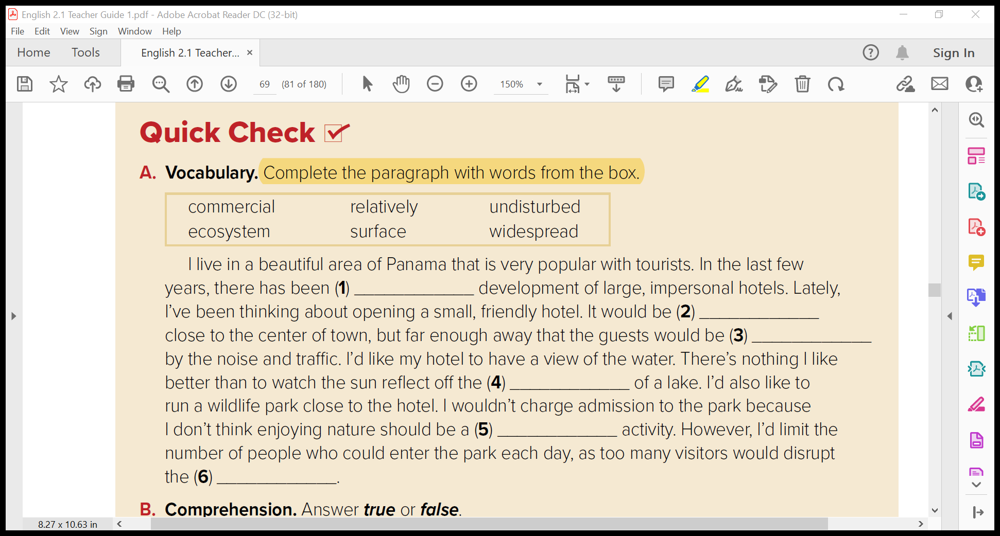 English 2.1 Teacher Guide 1.pdf - Adobe Acrobat Reader DC (32-bit)
File Edit View Sign Window Help
Home Tools English 2.1 Teacher... × Sign In
69 (81 of 180) 150%
Quick Check
A. Vocabulary. Complete the paragraph with words from the box.
commercial relatively undisturbed
ecosystem surface widespread
I live in a beautiful area of Panama that is very popular with tourists. In the last few
years, there has been (1) ____________ development of large, impersonal hotels. Lately,
I've been thinking about opening a small, friendly hotel. It would be (2) ____________
close to the center of town, but far enough away that the guests would be (3) ____________
by the noise and traffic. I'd like my hotel to have a view of the water. There's nothing I like
better than to watch the sun reflect off the (4) ____________ of a lake. I'd also like to
run a wildlife park close to the hotel. I wouldn't charge admission to the park because
I don't think enjoying nature should be a (5) ____________ activity. However, I'd limit the
number of people who could enter the park each day, as too many visitors would disrupt
the (6) ____________.
B. Comprehension. Answer true or false.
8.27 x 10.63 in